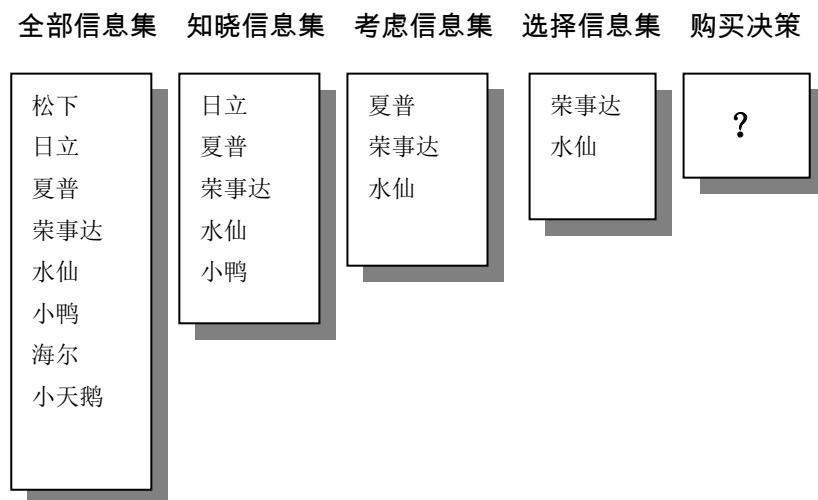 全部信息集
知晓信息集
考虑信息集
选择信息集
购买决策
松下
日立
夏普
荣事达
水仙
小鸭
海尔
小天鹅
日立
夏普
荣事达
水仙
小鸭
夏普
荣事达
水仙
荣事达
水仙
？